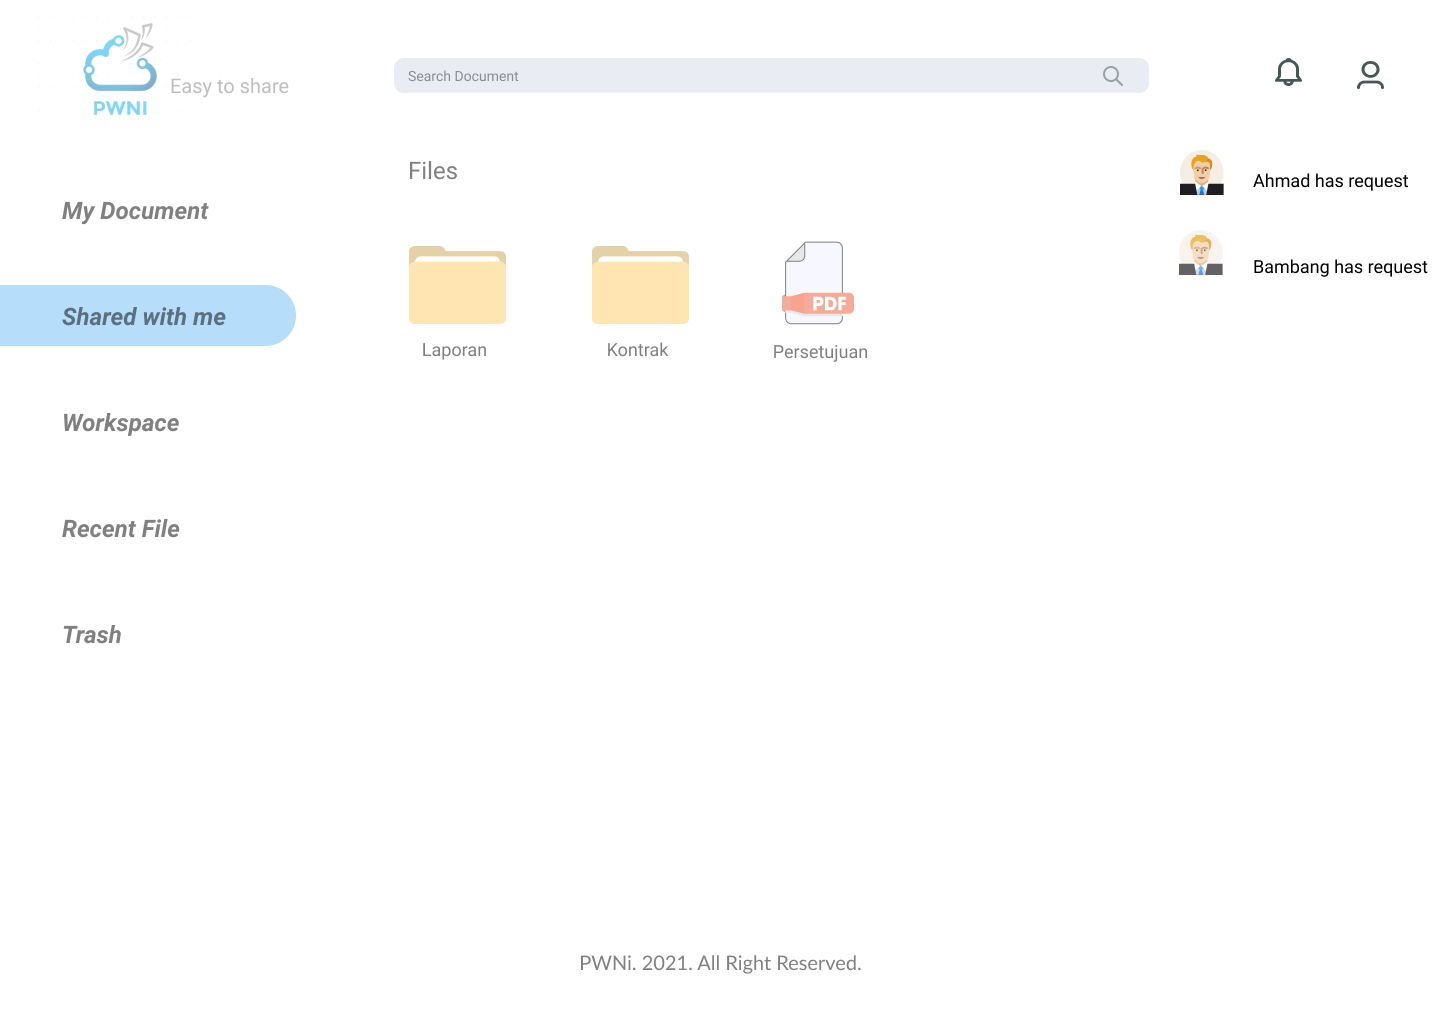 PWNI
Easy to share
Search Document
Files
Ahmad has request
My Document
Bambang has request
Shared with me
PDF
Laporan
Kontrak
Persetujuan
Workspace
Recent File
Trash
PWNi. 2021. All Right Reserved.